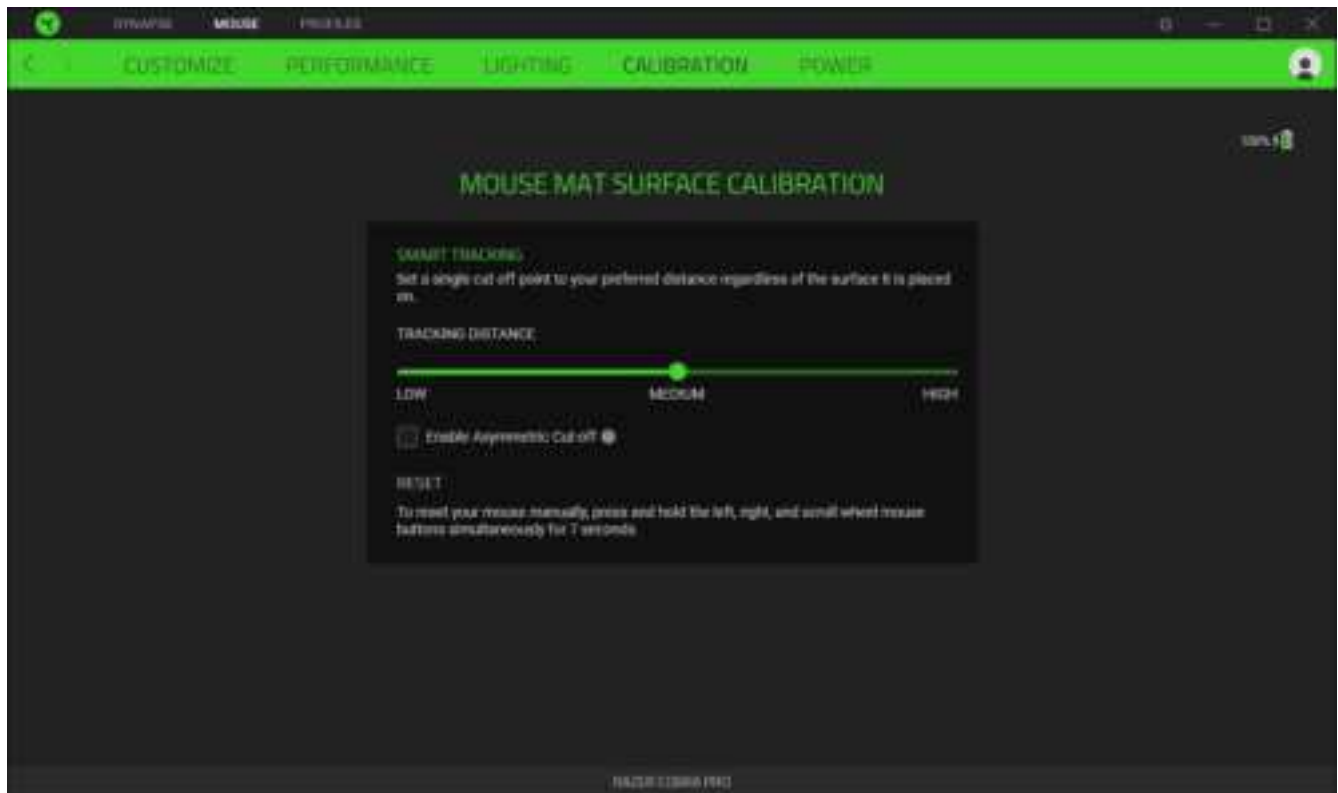 SYNAPSE MOUSE PROFILES
CUSTOMIZE PERFORMANCE LIGHTING CALIBRATION POWER
100%
MOUSE MAT SURFACE CALIBRATION
SMART TRACKING
Set a single cut off point to your preferred distance regardless of the surface it is placed
on.
TRACKING DISTANCE
LOW MEDIUM HIGH
Enable Asymmetric Cut off
RESET
To reset your mouse manually, press and hold the left, right, and scroll wheel mouse
buttons simultaneously for 7 seconds.
RAZER COBRA PRO